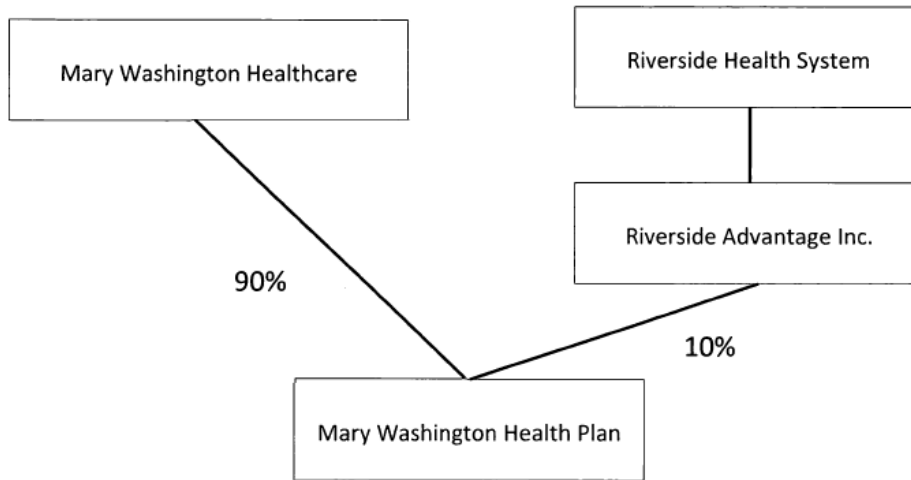 Mary Washington Healthcare
Riverside Health System
Riverside Advantage Inc.
90%
10%
Mary Washington Health Plan